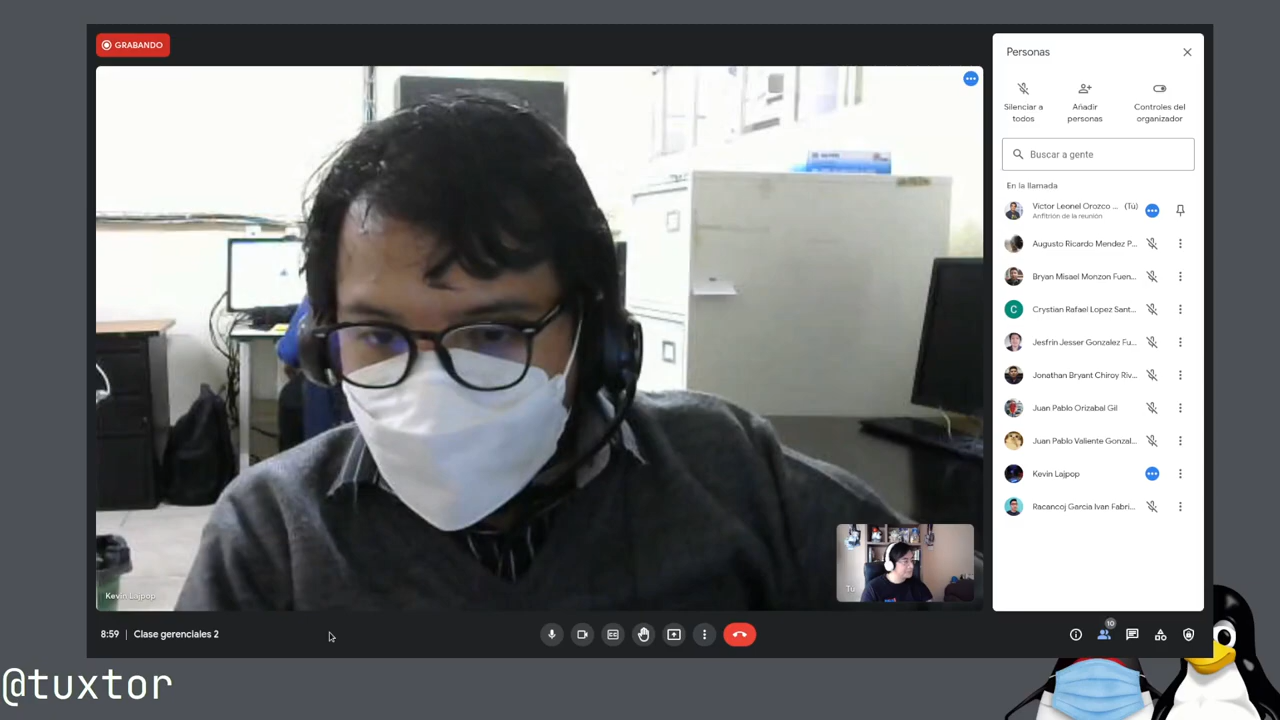 GRABANDO
Kevin Lajpop
Tú
8:59 | Clase gerenciales 2
Personas
Silenciar a
todos
Añadir
personas
Controles del
organizador
Buscar a gente
En la llamada
Victor Leonel Orozco ... (Tú)
Anfitrión de la reunión
Augusto Ricardo Mendez P...
Bryan Misael Monzon Fuen...
C
Crystian Rafael Lopez Sant...
Jesfrin Jesser Gonzalez Fu...
Jonathan Bryant Chiroy Riv...
Juan Pablo Orizabal Gil
Juan Pablo Valiente Gonzal...
Kevin Lajpop
Racancoj Garcia Ivan Fabri...
10
@tuxtor